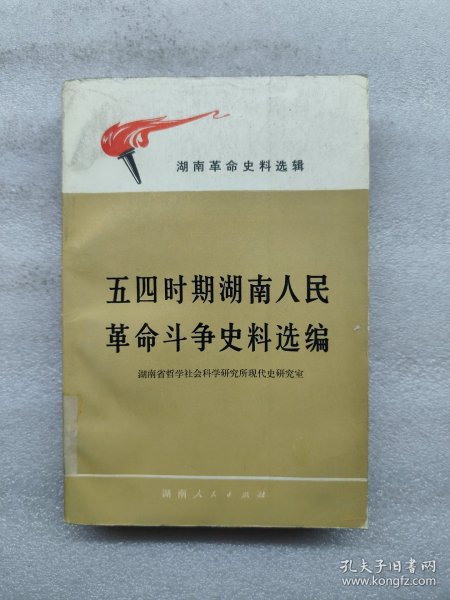 湖南革命史料选辑
五四时期湖南人民
革命斗争史料选编
湖南省哲学社会科学研究所现代史研究室
湖南人民出版社
孔夫子旧书网
www.kongfz.com